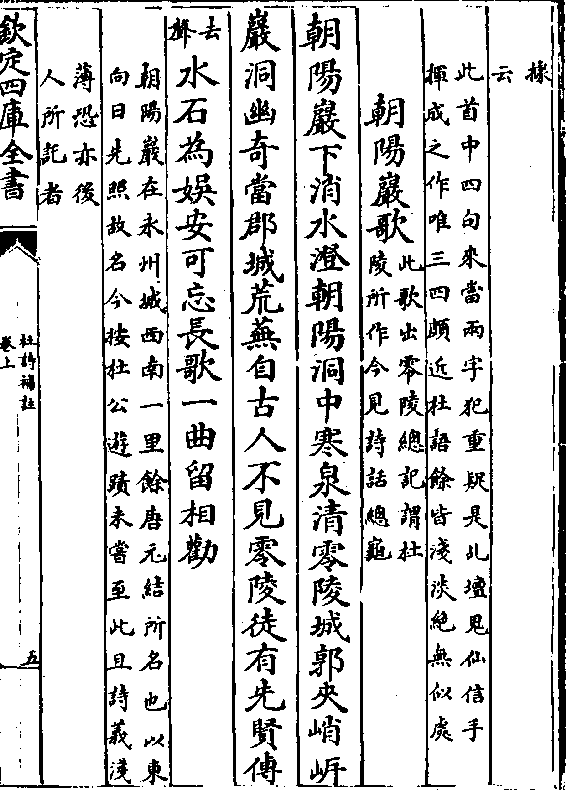 據
云
此首中四句來當兩字犯重疑是乩壇鬼仙信手
揮成之作唯三四頗近杜語餘皆淺淡絶無似處
朝陽巖歌
此歌出零陵總記謂杜
陵所作今見詩話總龜
朝陽巖下消水澄朝陽洞中寒泉清零陵城郭夾峭岍
巖洞幽奇當郡城荒蕪自古人不見零陵徒有先賢傳
去
聲
水石為娛安可忘長歌一曲留相勸
朝陽巖在永州城西南一里餘唐元結所名也以東
向日先照故名今按杜公遊蹟未嘗至此且詩義淺
薄恐亦後
人所託者
欽定四庫全書
杜詩補註
卷上
五